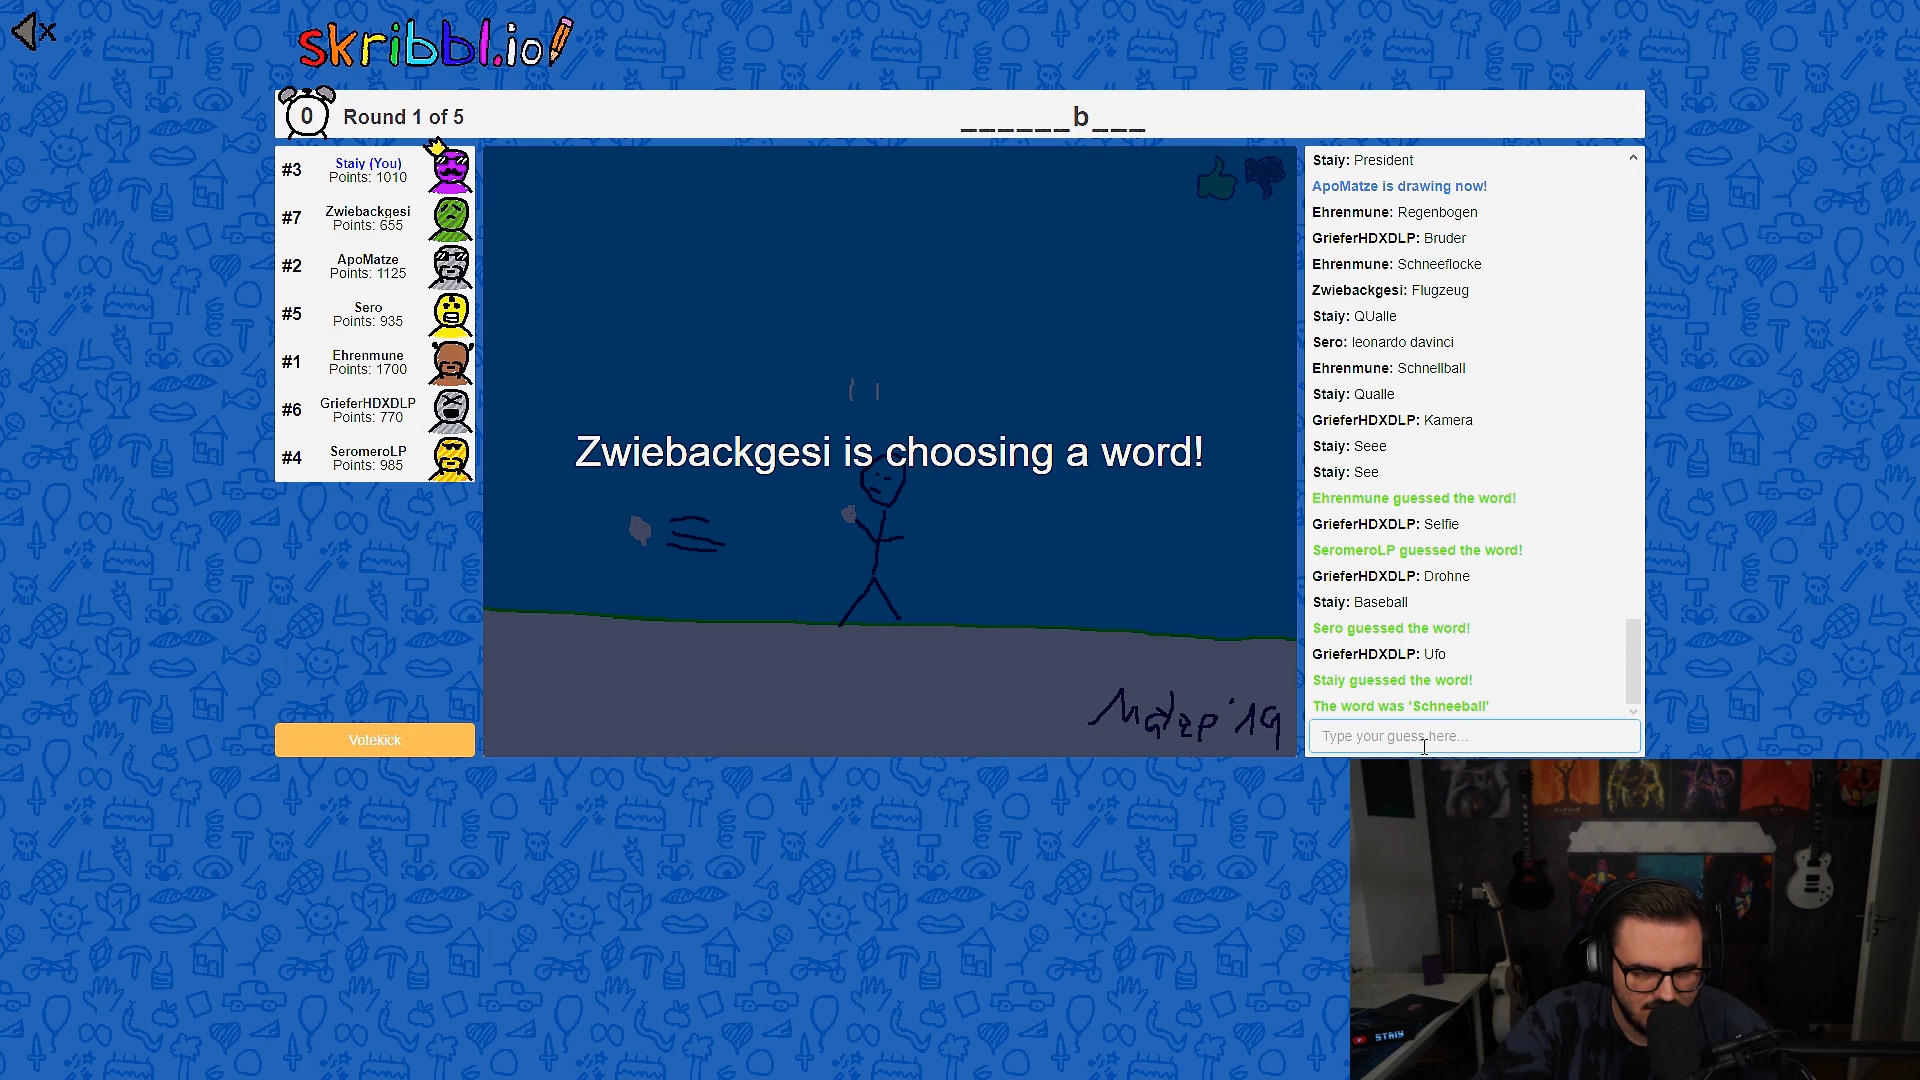 skribbl.io
0
Round 1 of 5
______b___
#3
Staiy (You)
Points: 1010
#7
Zwiebackgesi
Points: 655
#2
ApoMatze
Points: 1125
#5
Sero
Points: 935
#1
Ehrenmune
Points: 1700
#6
GrieferHDXDLP
Points: 770
#4
SeromeroLP
Points: 985
Votekick
Zwiebackgesi is choosing a word!
Staiy: President
ApoMatze is drawing now!
Ehrenmune: Regenbogen
GrieferHDXDLP: Bruder
Ehrenmune: Schneeflocke
Zwiebackgesi: Flugzeug
Staiy: QUalle
Sero: leonardo davinci
Ehrenmune: Schnellball
Staiy: Qualle
GrieferHDXDLP: Kamera
Staiy: Seee
Staiy: See
Ehrenmune guessed the word!
GrieferHDXDLP: Selfie
SeromeroLP guessed the word!
GrieferHDXDLP: Drohne
Staiy: Baseball
Sero guessed the word!
GrieferHDXDLP: Ufo
Staiy guessed the word!
The word was 'Schneeball'
Type your guess here...
STAIY